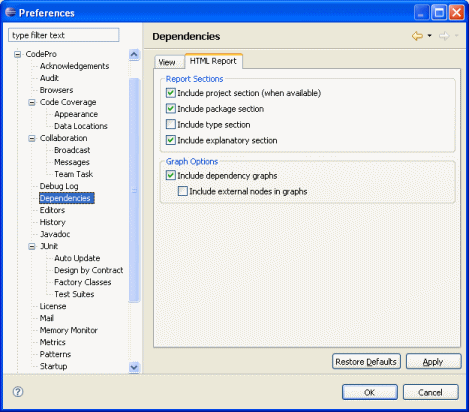 Preferences
type filter text
CodePro
Acknowledgements
Audit
Browsers
Code Coverage
Appearance
Data Locations
Collaboration
Broadcast
Messages
Team Task
Debug Log
Dependencies
Editors
History
Javadoc
JUnit
Auto Update
Design by Contract
Factory Classes
Test Suites
License
Mail
Memory Monitor
Metrics
Patterns
Startup
Dependencies
View
HTML Report
Report Sections
Include project section (when available)
Include package section
Include type section
Include explanatory section
Graph Options
Include dependency graphs
Include external nodes in graphs
Restore Defaults
Apply
?
OK
Cancel